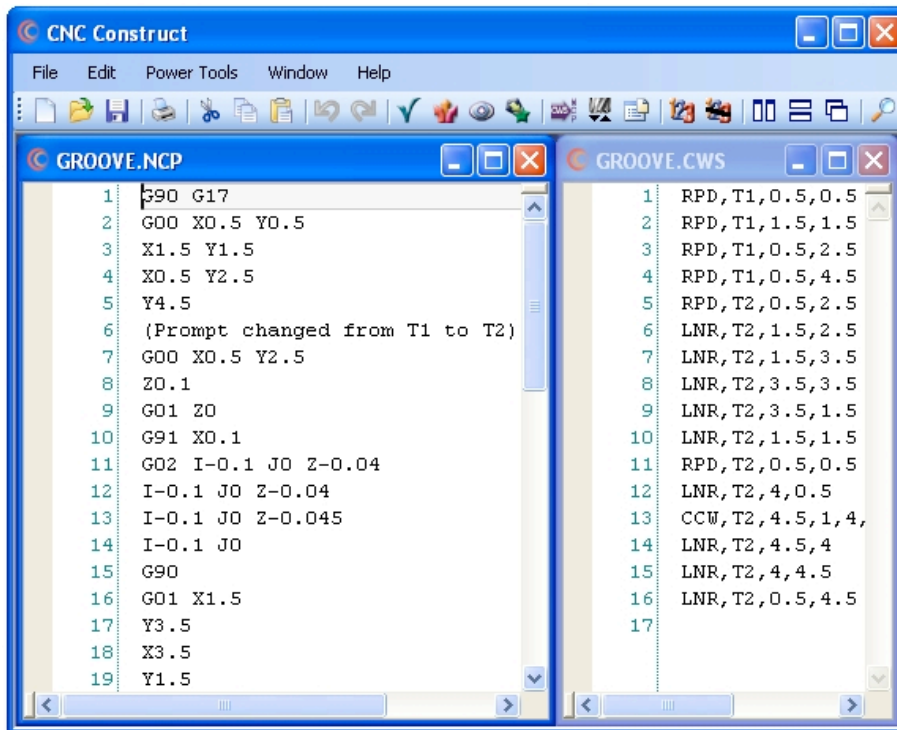 CNC Construct
File Edit Power Tools Window Help
GROOVE.NCP
1 G90 G17
2 G00 X0.5 Y0.5
3 X1.5 Y1.5
4 X0.5 Y2.5
5 Y4.5
6 (Prompt changed from T1 to T2)
7 G00 X0.5 Y2.5
8 Z0.1
9 G01 Z0
10 G91 X0.1
11 G02 I-0.1 J0 Z-0.04
12 I-0.1 J0 Z-0.04
13 I-0.1 J0 Z-0.045
14 I-0.1 J0
15 G90
16 G01 X1.5
17 Y3.5
18 X3.5
19 Y1.5
GROOVE.CWS
1 RPD,T1,0.5,0.5
2 RPD,T1,1.5,1.5
3 RPD,T1,0.5,2.5
4 RPD,T1,0.5,4.5
5 RPD,T2,0.5,2.5
6 LNR,T2,1.5,2.5
7 LNR,T2,1.5,3.5
8 LNR,T2,3.5,3.5
9 LNR,T2,3.5,1.5
10 LNR,T2,1.5,1.5
11 RPD,T2,0.5,0.5
12 LNR,T2,4,0.5
13 CCW,T2,4.5,1,4,
14 LNR,T2,4.5,4
15 LNR,T2,4,4.5
16 LNR,T2,0.5,4.5
17